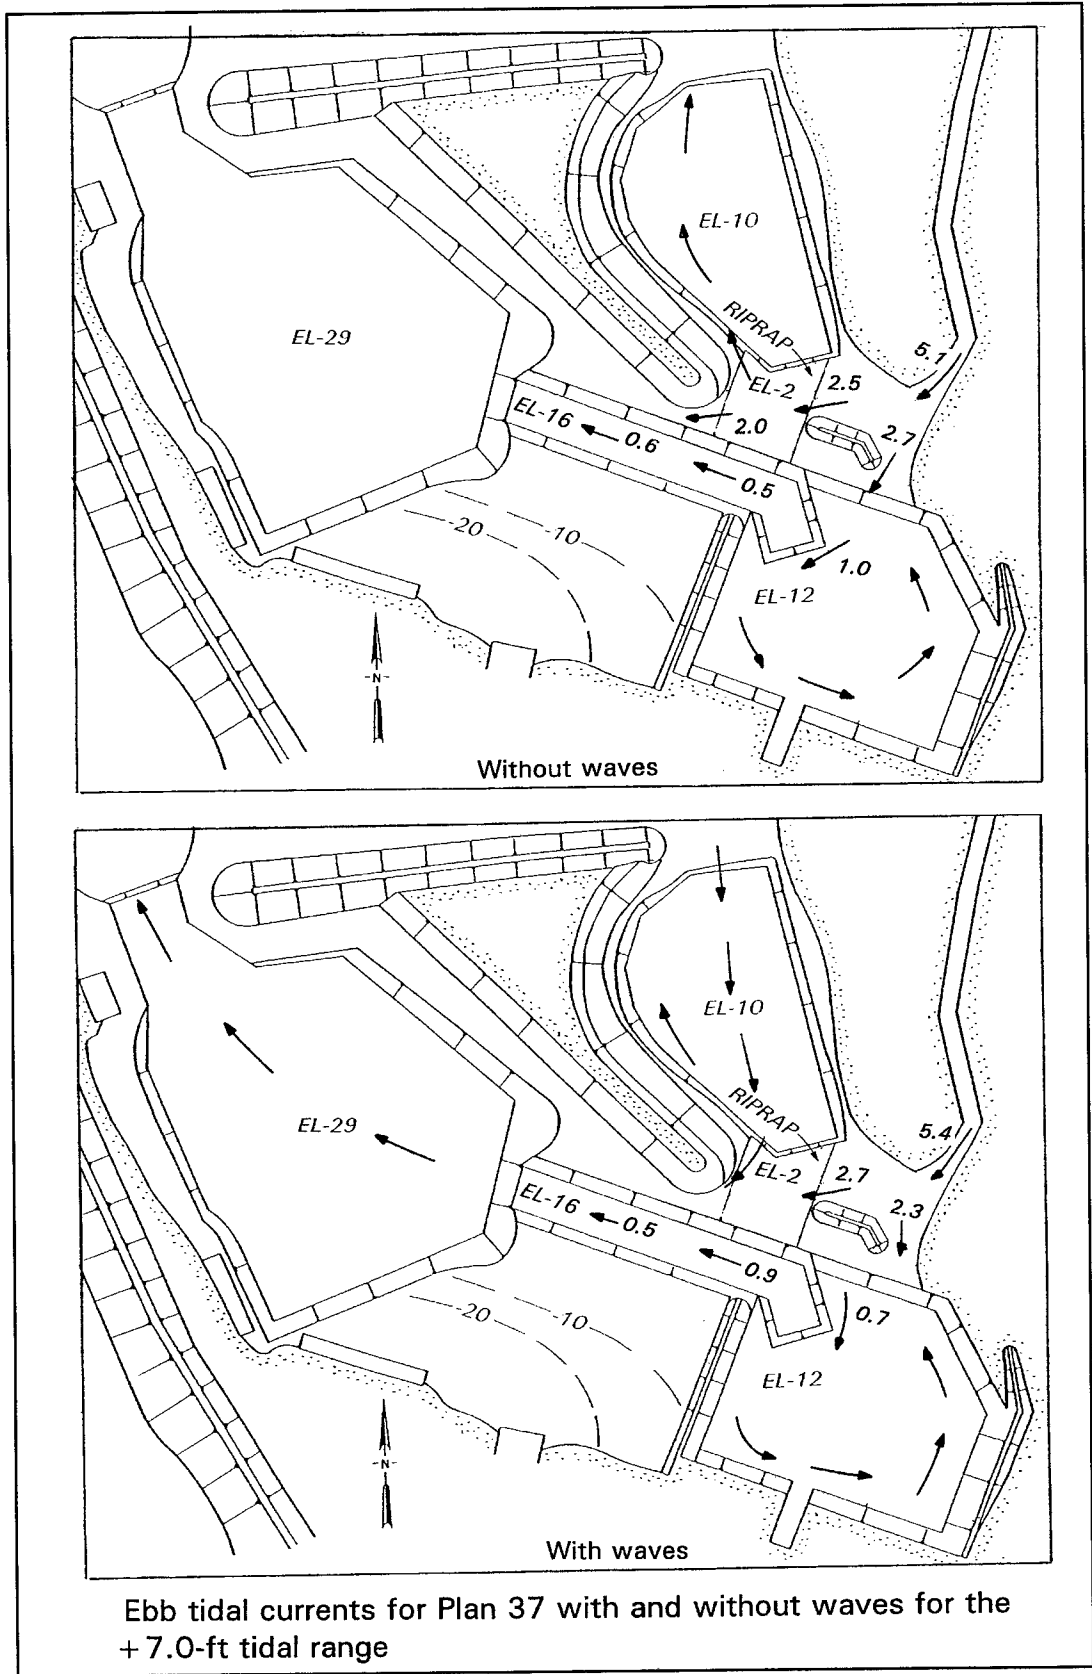 EL-10
RIPRAP
EL-29
5.1
EL-2
2.5
EL-16
0.6
2.0
2.7
0.5
-20
-10
1.0
EL-12
-N-
Without waves
EL-10
RIPRAP
EL-29
5.4
EL-2
2.7
EL-16
0.5
2.3
0.9
-20
-10
0.7
EL-12
-N-
With waves
Ebb tidal currents for Plan 37 with and without waves for the
+7.0-ft tidal range